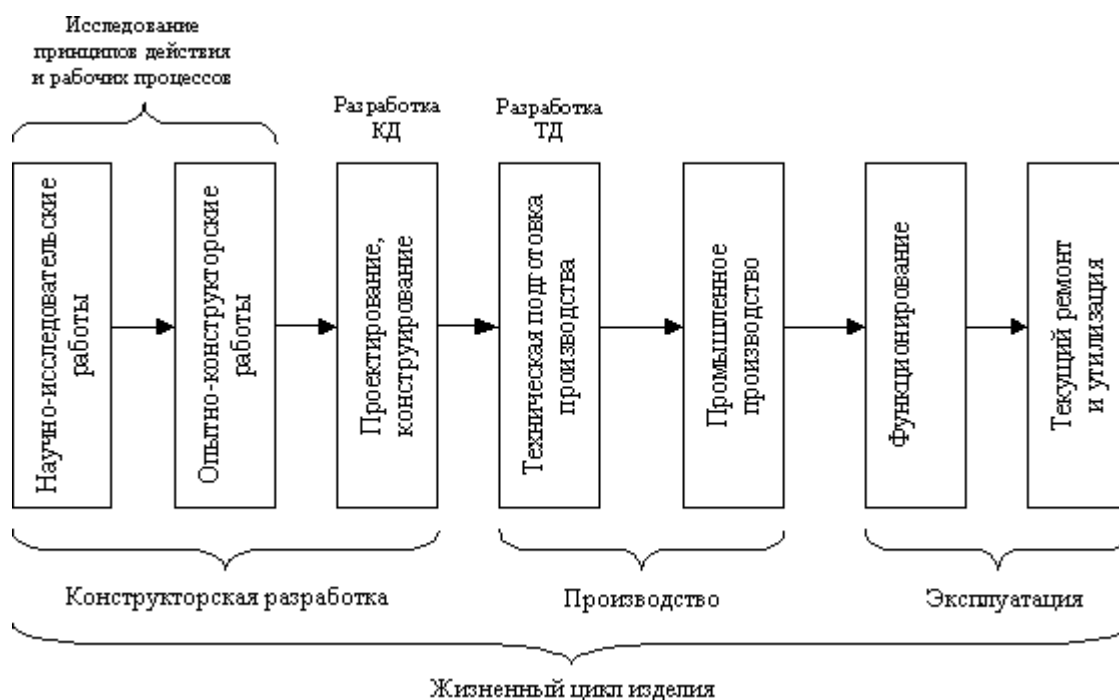 Исследование
принципов действия
и рабочих процессов
Разработка
КД
Разработка
ТД
Научно-исследовательские
работы
Опытно-конструкторские
работы
Проектирование,
конструирование
Техническая подготовка
производства
Промышленное
производство
Функционирование
Текущий ремонт
и утилизация
Конструкторская разработка
Производство
Эксплуатация
Жизненный цикл изделия